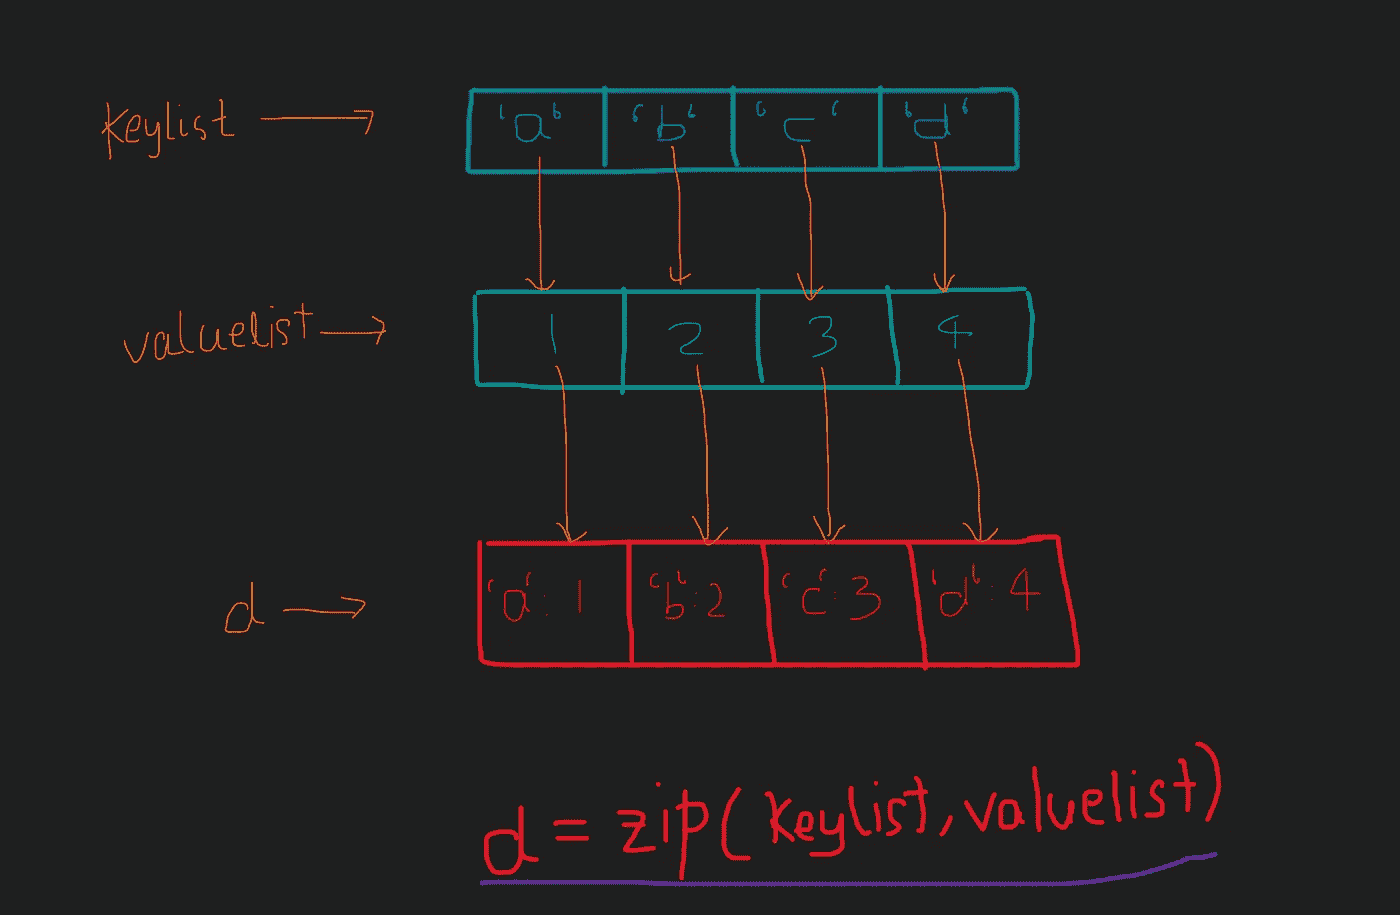 keylist → 'a' 'b' 'c' 'd'
valuelist → 1 2 3 4
d → 'a': 1 'b': 2 'c': 3 'd': 4
d = zip(keylist, valuelist)